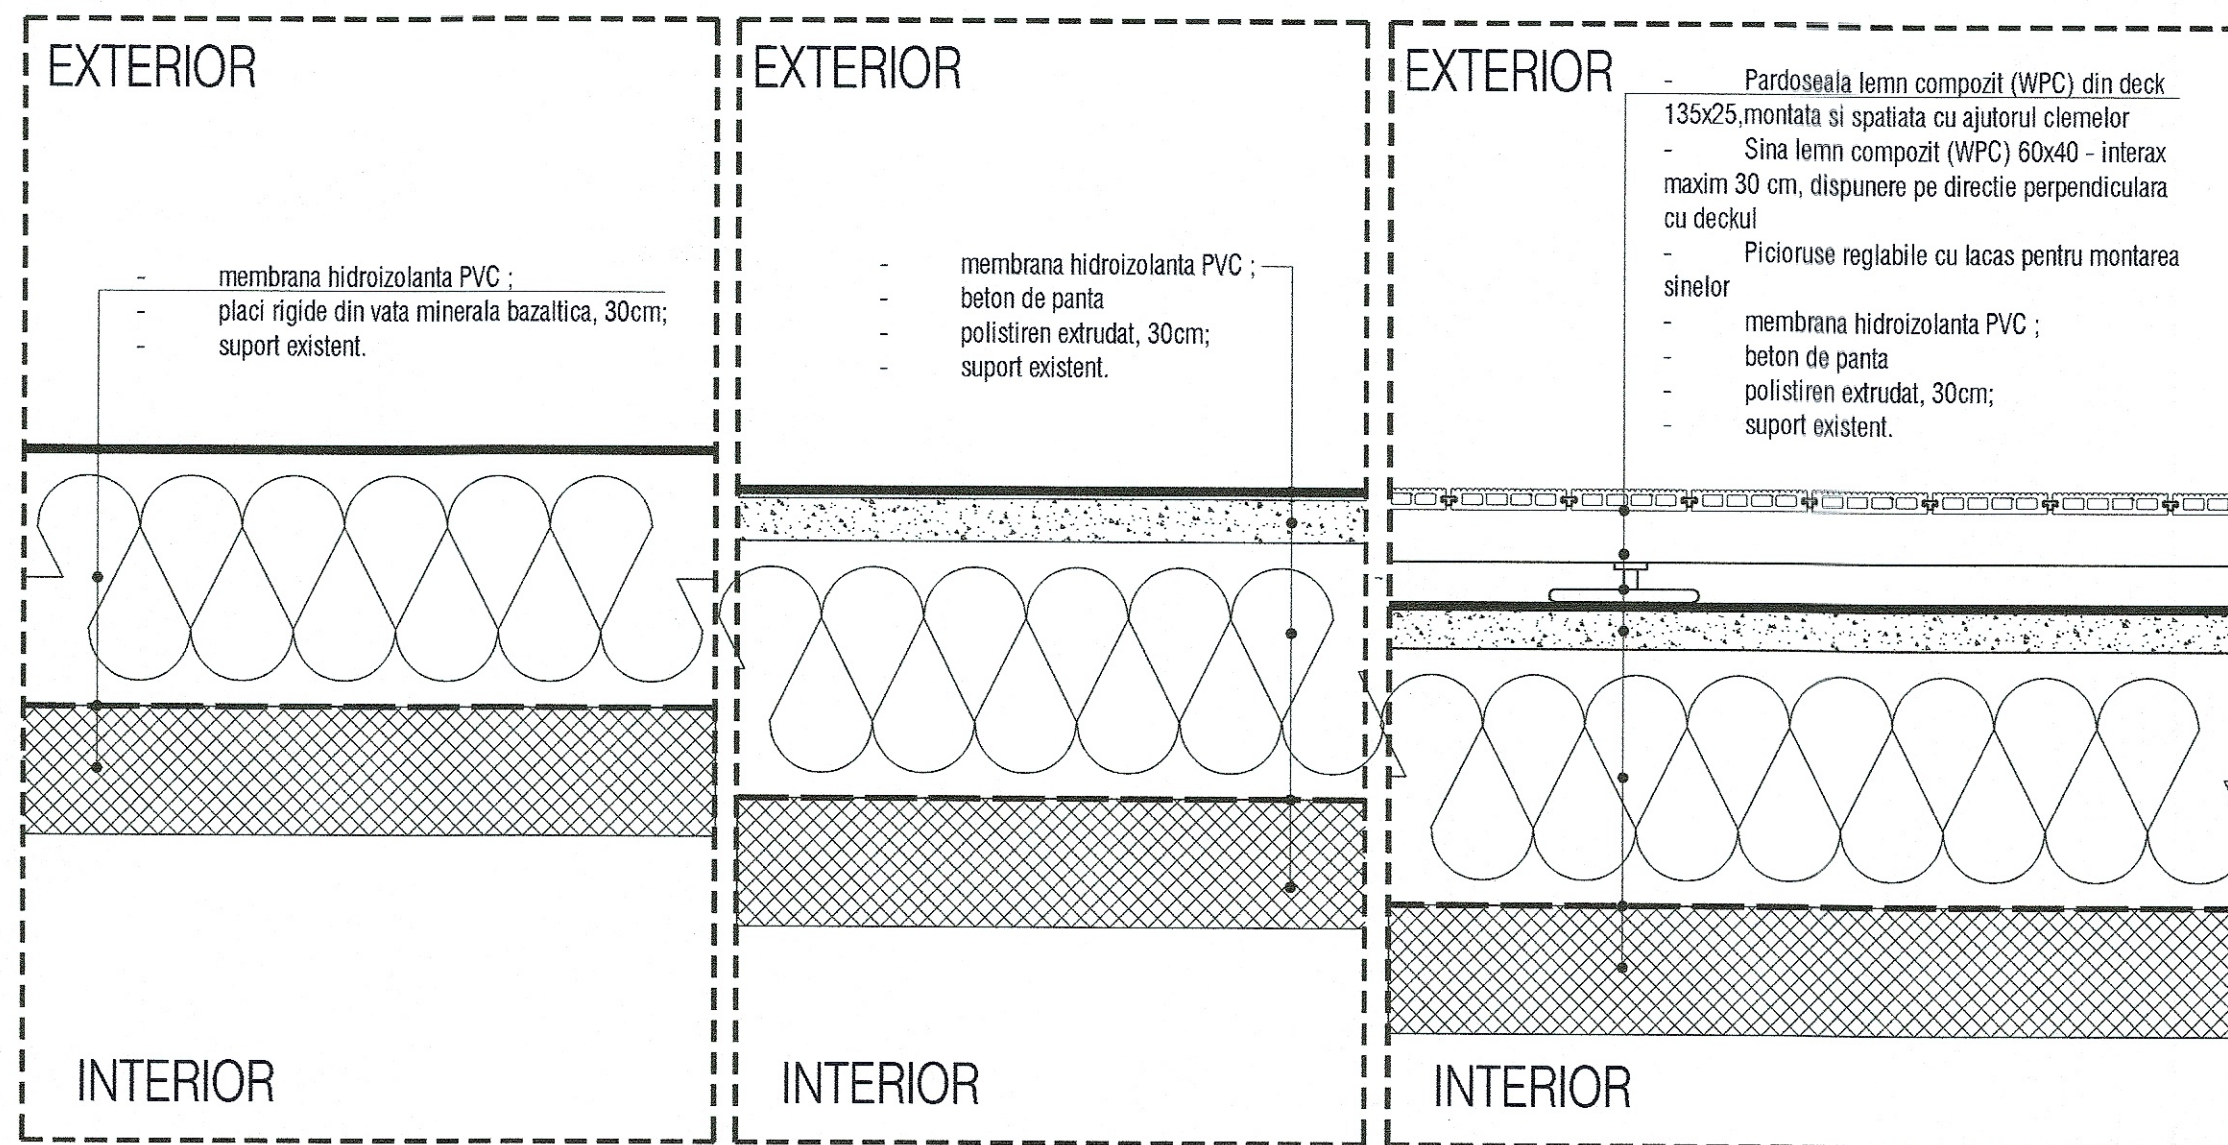 EXTERIOR
- membrana hidroizolanta PVC ;
- placi rigide din vata minerala bazaltica, 30cm;
- suport existent.
INTERIOR
EXTERIOR
- membrana hidroizolanta PVC ;
- beton de panta
- polistiren extrudat, 30cm;
- suport existent.
INTERIOR
EXTERIOR
- Pardoseala lemn compozit (WPC) din deck
135x25,montata si spatiata cu ajutorul clemelor
- Sina lemn compozit (WPC) 60x40 - interax
maxim 30 cm, dispunere pe directie perpendiculara
cu deckul
- Picioruse reglabile cu lacas pentru montarea
sinelor
- membrana hidroizolanta PVC ;
- beton de panta
- polistiren extrudat, 30cm;
- suport existent.
INTERIOR